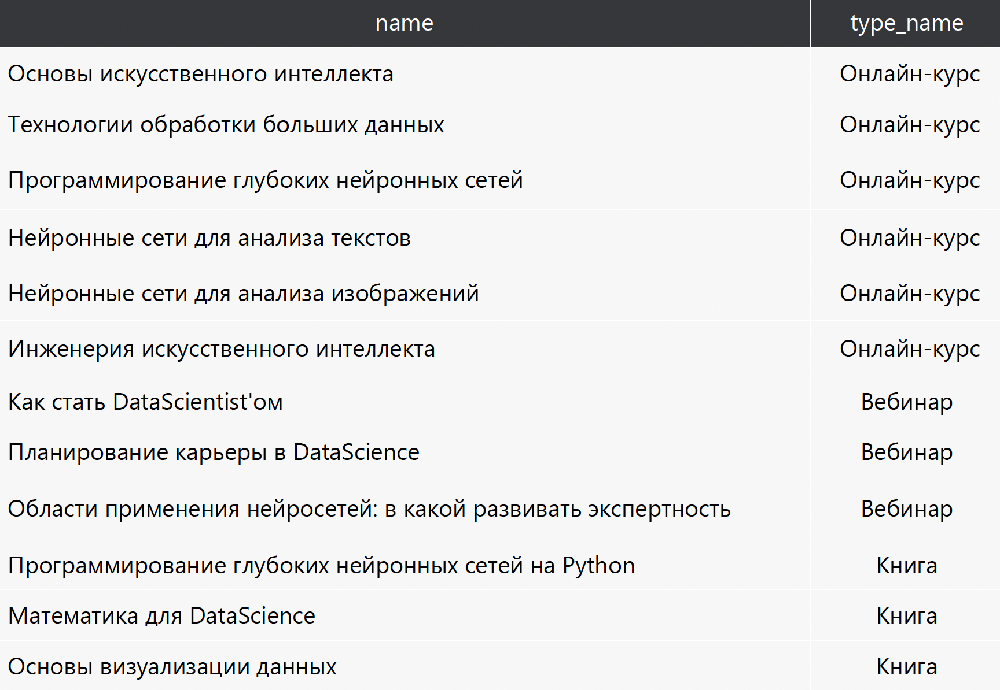 name type_name
Основы искусственного интеллекта Онлайн-курс
Технологии обработки больших данных Онлайн-курс
Программирование глубоких нейронных сетей Онлайн-курс
Нейронные сети для анализа текстов Онлайн-курс
Нейронные сети для анализа изображений Онлайн-курс
Инженерия искусственного интеллекта Онлайн-курс
Как стать DataScientist'ом Вебинар
Планирование карьеры в DataScience Вебинар
Области применения нейросетей: в какой развивать экспертность Вебинар
Программирование глубоких нейронных сетей на Python Книга
Математика для DataScience Книга
Основы визуализации данных Книга